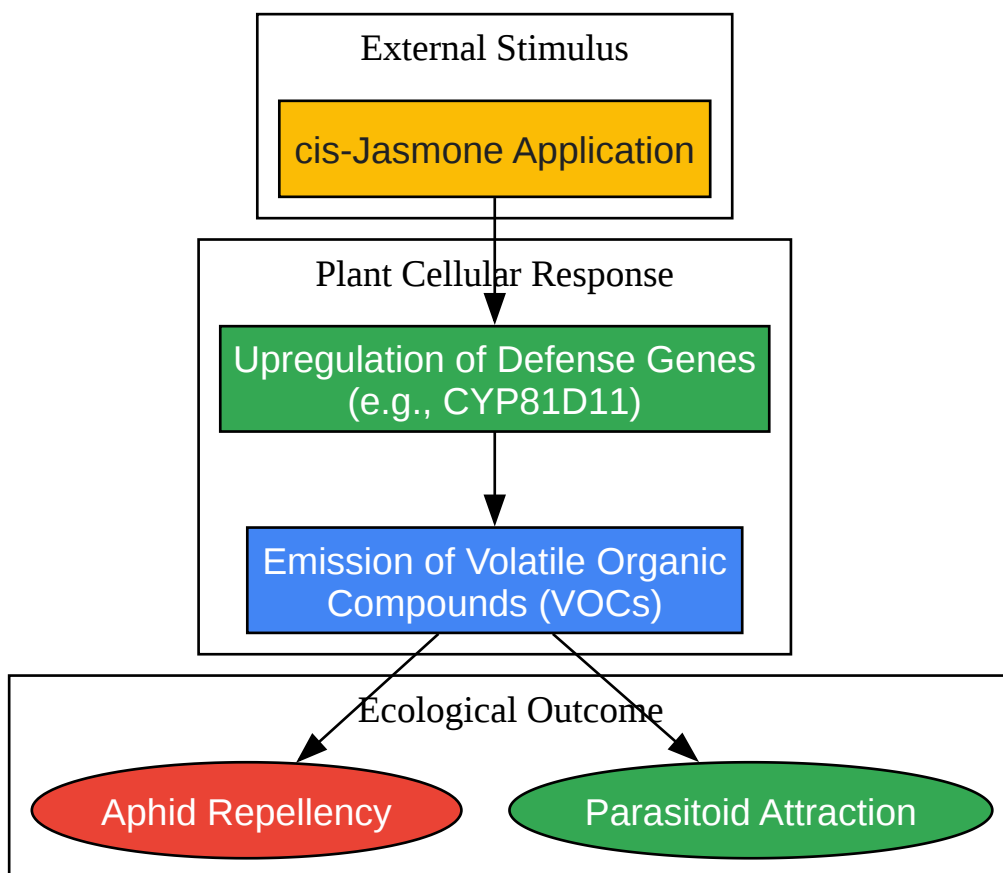 External Stimulus
cis-Jasmone Application
Plant Cellular Response
Upregulation of Defense Genes
(e.g., CYP81D11)
Emission of Volatile Organic
Compounds (VOCs)
Ecological Outcome
Aphid Repellency
Parasitoid Attraction